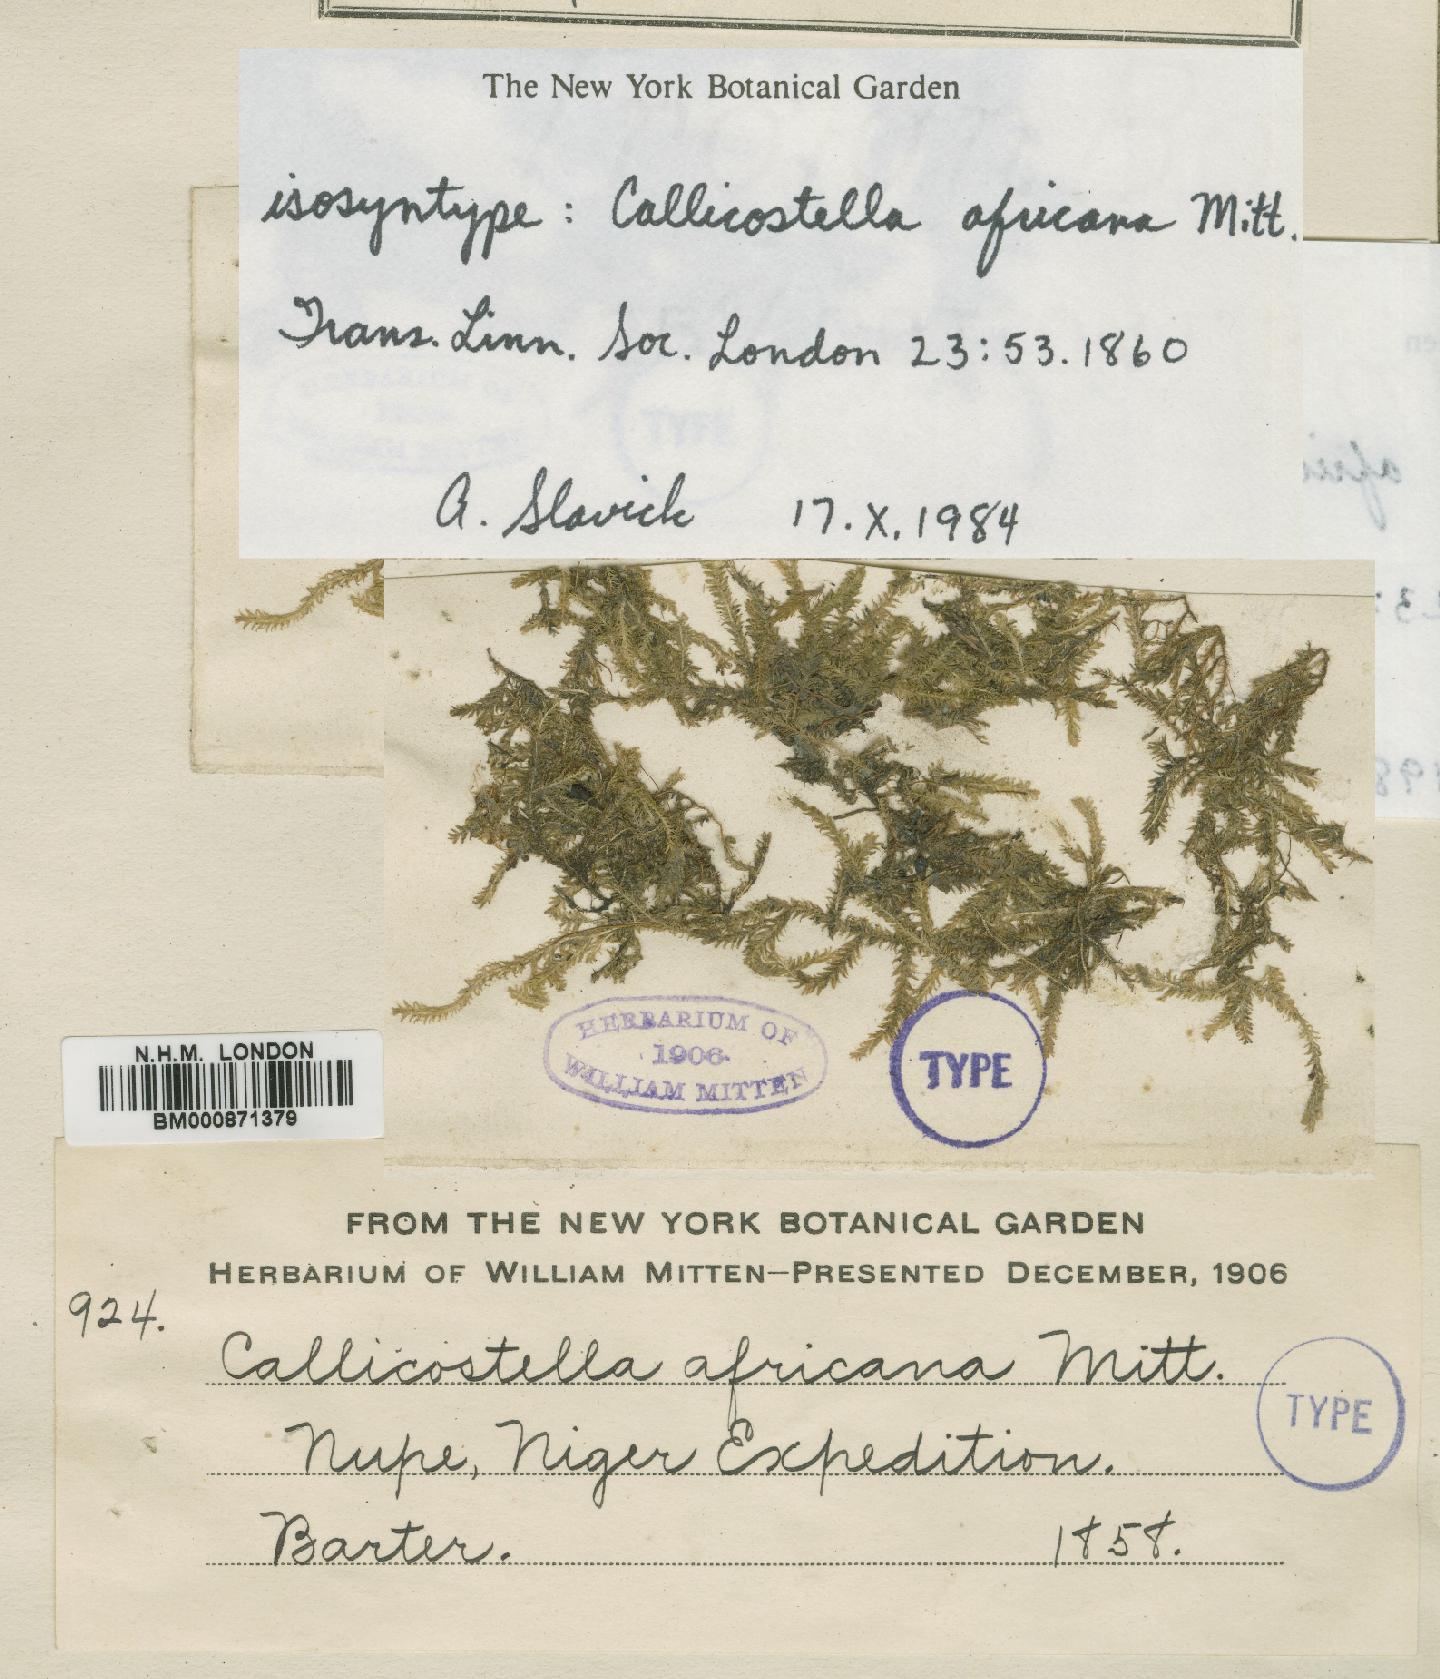 The New York Botanical Garden
isosyntype : Callicostella africana Mitt.
Trans. Linn. Soc. London 23:53.1860
A. Slavick 17.X.1984
HERBARIUM OF
1906
WILLIAM MITTEN
TYPE
N.H.M. LONDON
BM000871379
FROM THE NEW YORK BOTANICAL GARDEN
HERBARIUM OF WILLIAM MITTEN—PRESENTED DECEMBER, 1906
924.
Callicostella africana Mitt.
TYPE
Nupe, Niger Expedition.
Barter. 1858.